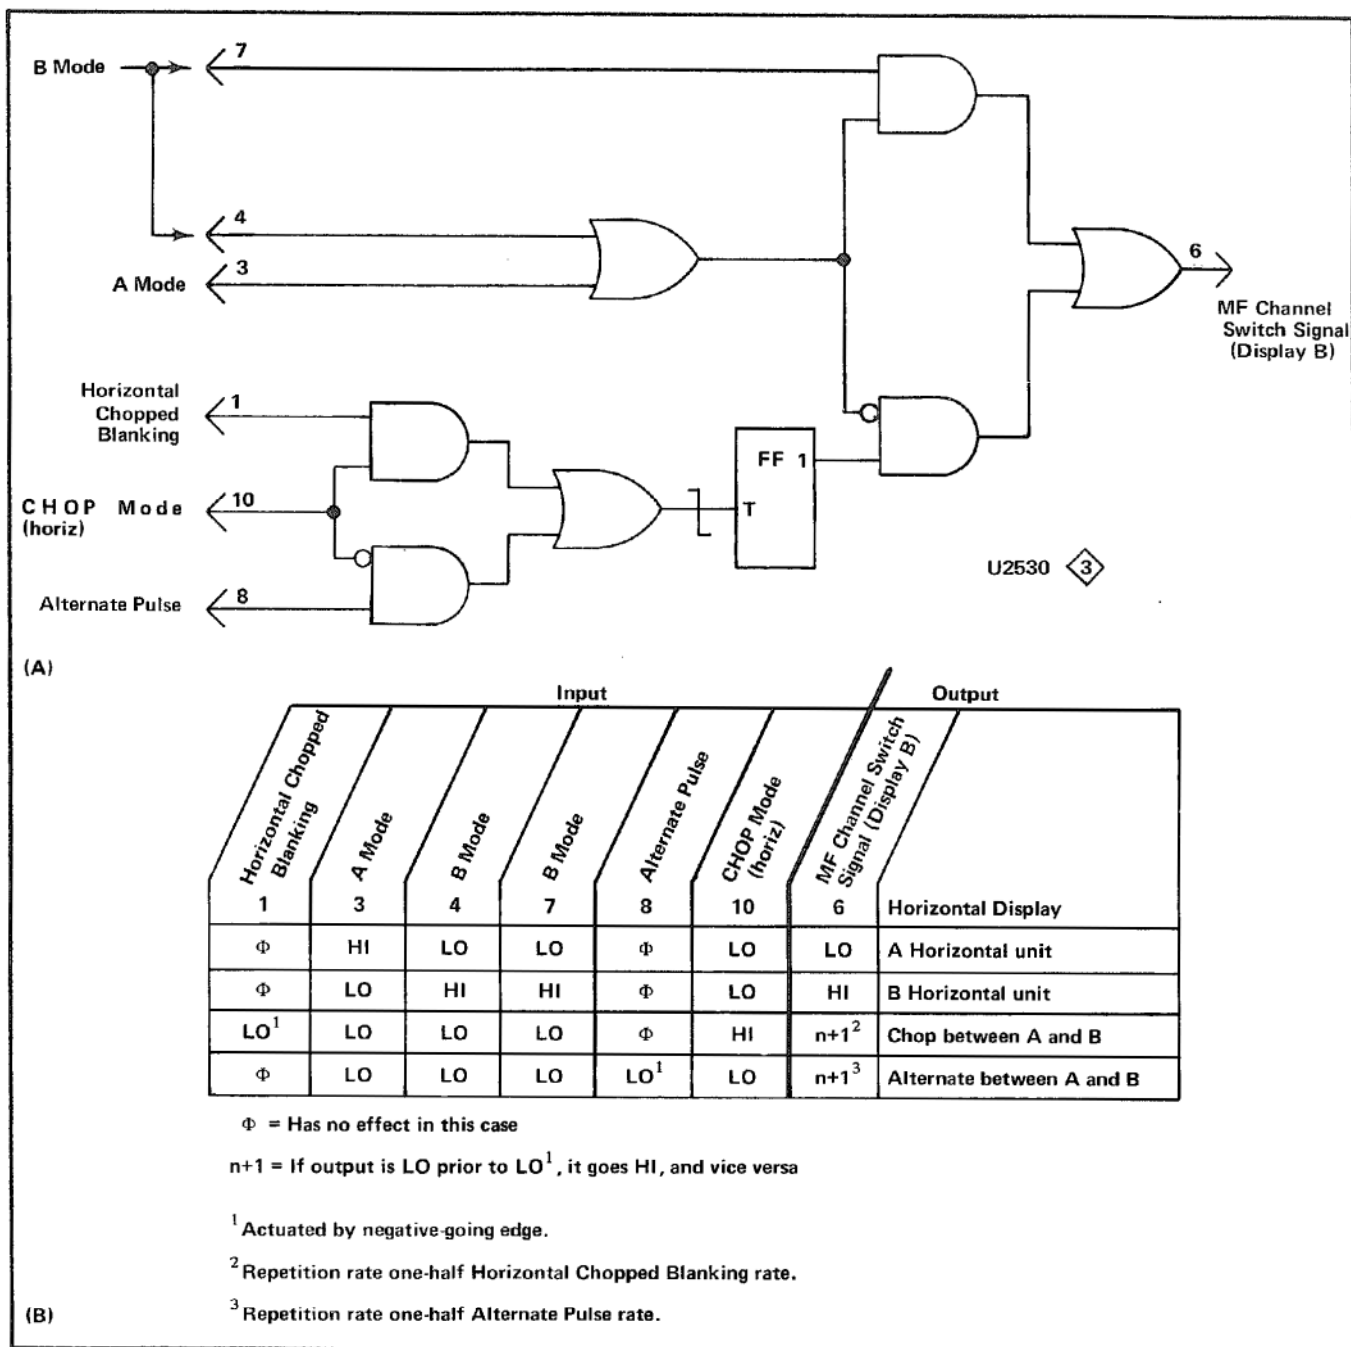 B Mode
7
4
3
A Mode
6
MF Channel
Switch Signal
(Display B)
Horizontal
Chopped
Blanking
1
FF 1
T
CHOP Mode
(horiz)
10
U2530 3
Alternate Pulse
8
(A)
Input Output
Horizontal Chopped
Blanking
A Mode
B Mode
B Mode
Alternate Pulse
CHOP Mode
(horiz)
MF Channel Switch
Signal (Display B)
1 3 4 7 8 10 6 Horizontal Display
Φ HI LO LO Φ LO LO A Horizontal unit
Φ LO HI HI Φ LO HI B Horizontal unit
LO¹ LO LO LO Φ HI n+1² Chop between A and B
Φ LO LO LO LO¹ LO n+1³ Alternate between A and B
Φ = Has no effect in this case
n+1 = If output is LO prior to LO¹, it goes HI, and vice versa
¹ Actuated by negative-going edge.
² Repetition rate one-half Horizontal Chopped Blanking rate.
³ Repetition rate one-half Alternate Pulse rate.
(B)